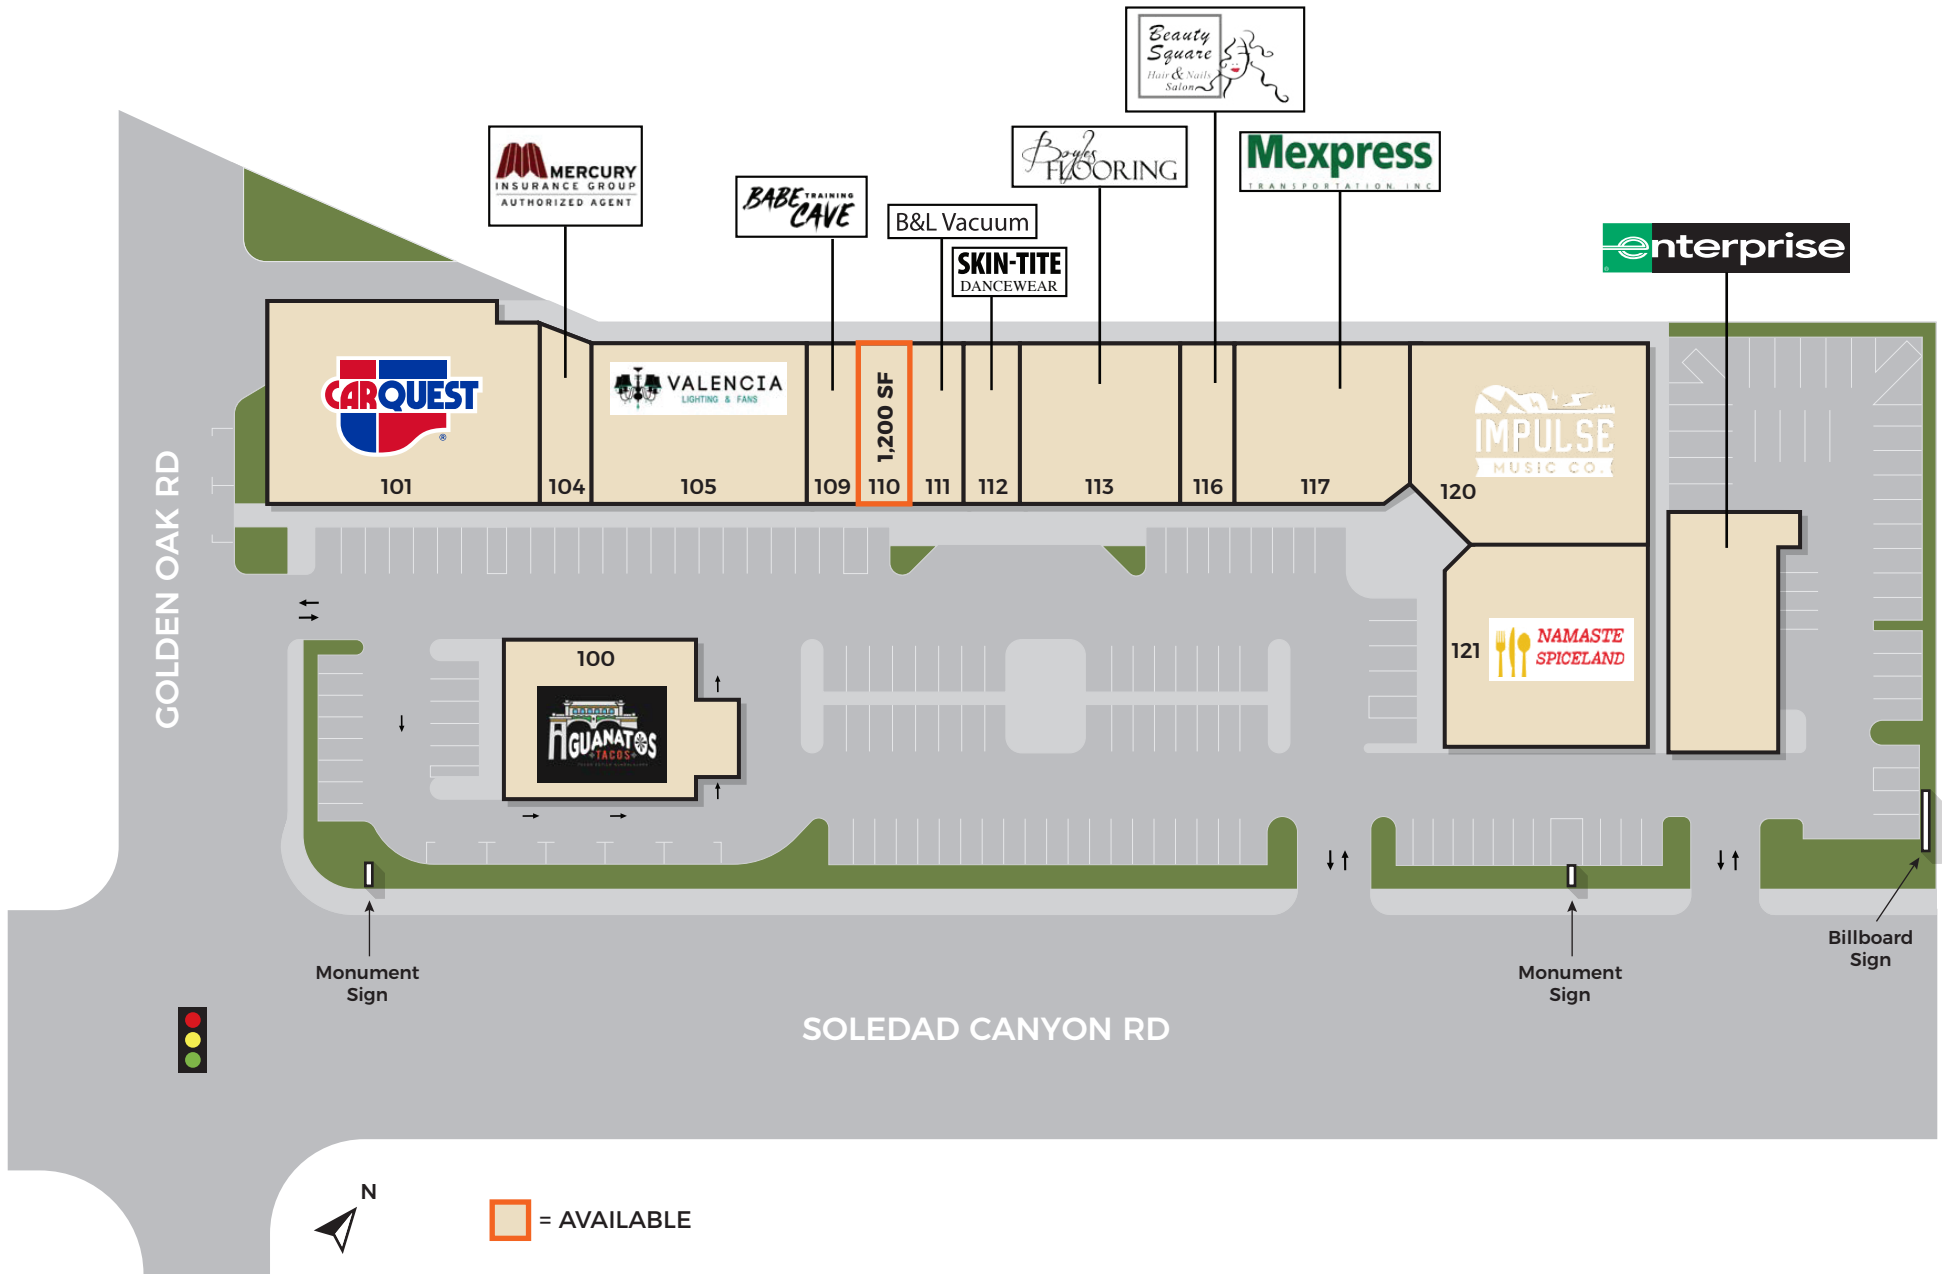 Beauty
Square
Hair & Nails
Salon
MERCURY
INSURANCE GROUP
AUTHORIZED AGENT
BABE TRAINING
CAVE
B&L Vacuum
SKIN-TITE
DANCEWEAR
Boyles
FLOORING
Mexpress
TRANSPORTATION, INC
enterprise
CARQUEST
®
101
104
VALENCIA
LIGHTING & FANS
105
109
1,200 SF
110
111
112
113
116
117
IMPULSE
MUSIC CO.
120
121
NAMASTE
SPICELAND
100
AGUANATOS
TACOS
GOLDEN OAK RD
Monument
Sign
Monument
Sign
Billboard
Sign
SOLEDAD CANYON RD
N
= AVAILABLE